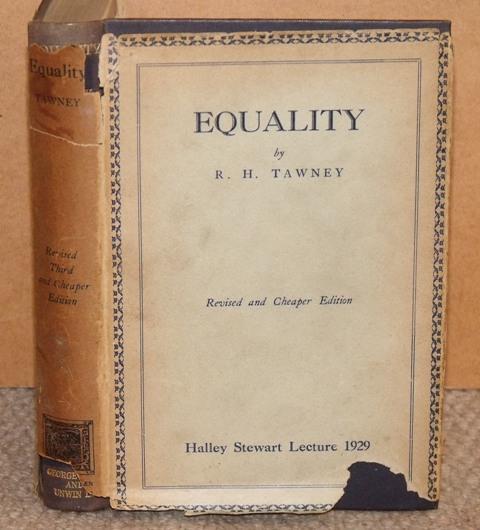 Equality
TAWNEY
Revised
Third
and Cheaper
Edition
GEORGE
AND
UNWIN
EQUALITY
by
R. H. TAWNEY
Revised and Cheaper Edition
Halley Stewart Lecture 1929